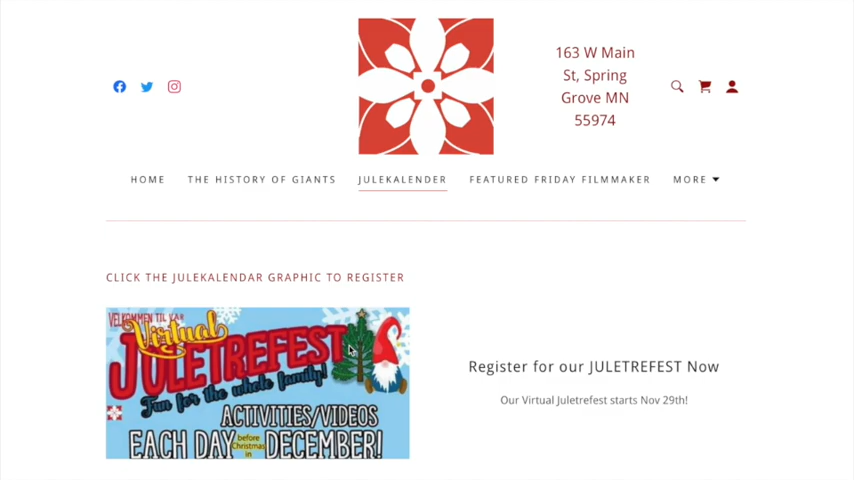 163 W Main
St, Spring
Grove MN
55974
HOME THE HISTORY OF GIANTS JULEKALENDER FEATURED FRIDAY FILMMAKER MORE
CLICK THE JULEKALENDAR GRAPHIC TO REGISTER
VELKOMMEN TIL VÅR
Virtual
JULETREFEST
Fun for the whole family!
ACTIVITIES/VIDEOS
EACH DAY before Christmas in DECEMBER!
Register for our JULETREFEST Now
Our Virtual Juletrefest starts Nov 29th!